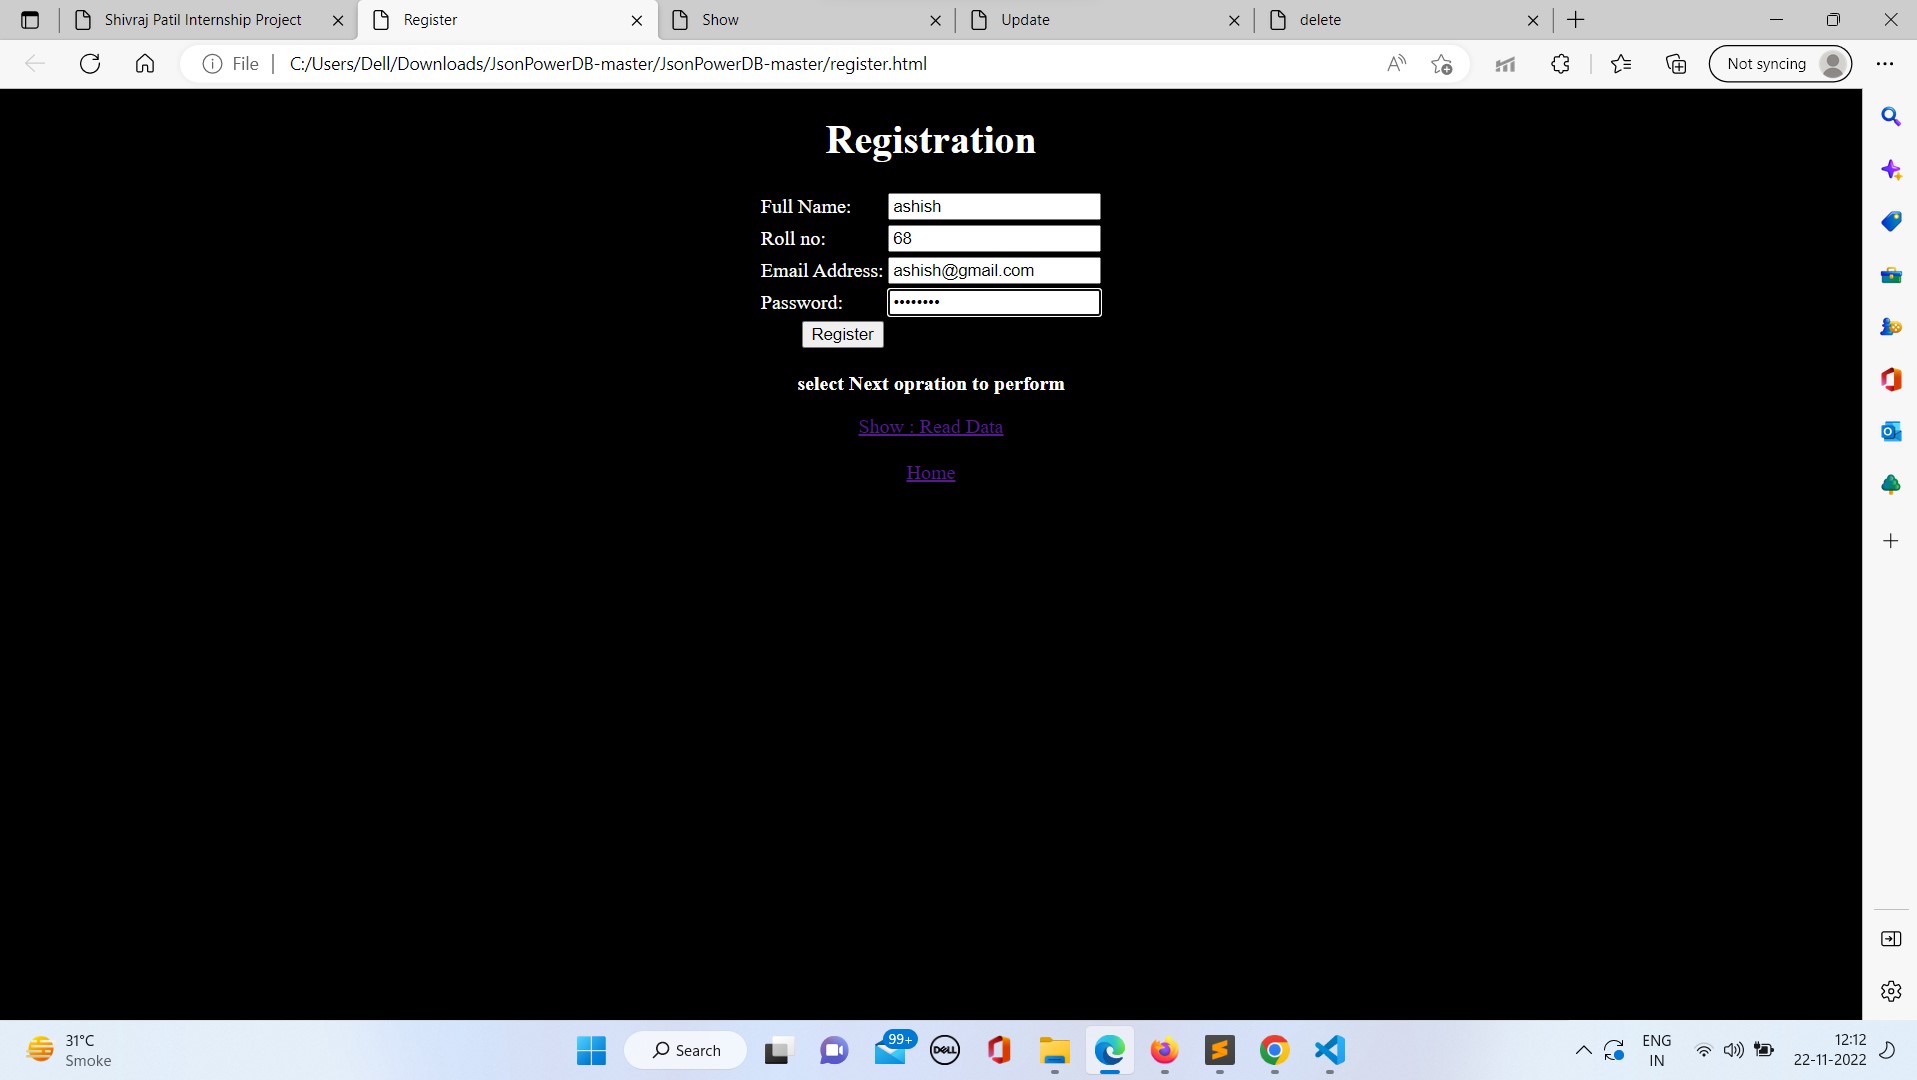 Shivraj Patil Internship Project
Register
Show
Update
delete
File
C:/Users/Dell/Downloads/JsonPowerDB-master/JsonPowerDB-master/register.html
Not syncing
Registration
Full Name: ashish
Roll no: 68
Email Address: ashish@gmail.com
Password: ••••••••
Register
select Next opration to perform
Show : Read Data
Home
31°C
Smoke
Search
99+
DELL
ENG
IN
12:12
22-11-2022